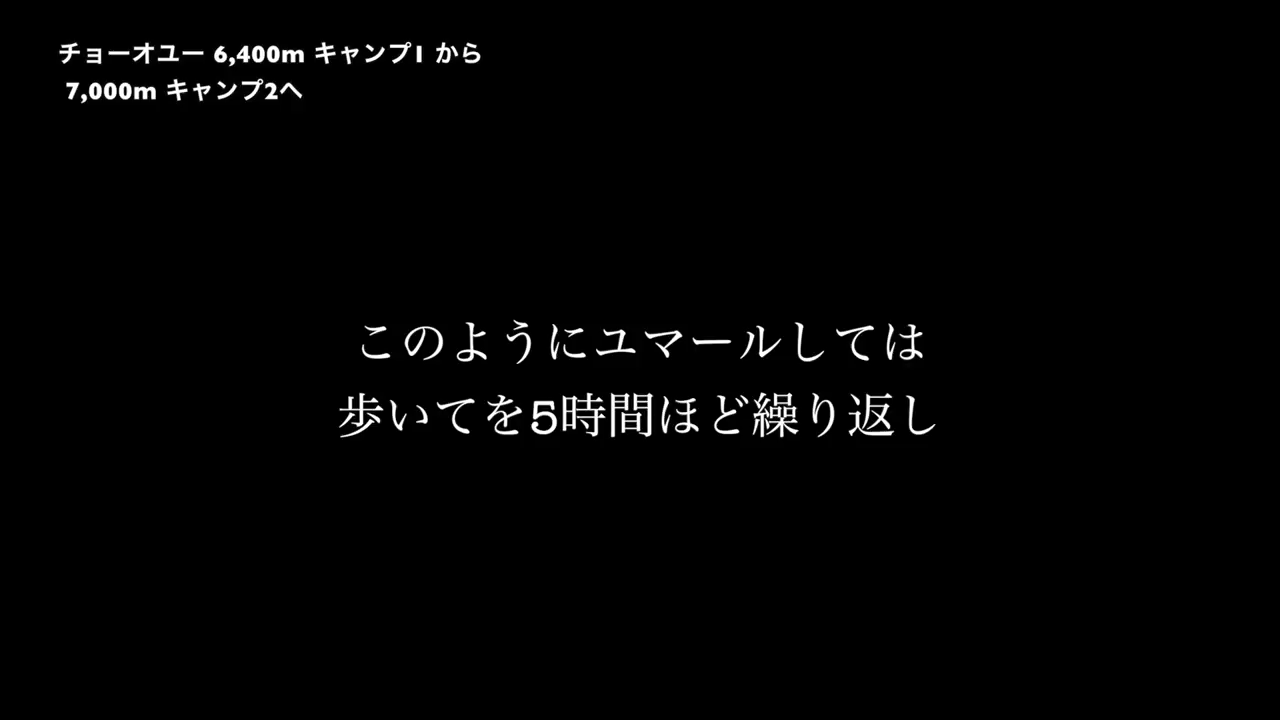 チョーオユー 6,400m キャンプ1 から
7,000m キャンプ2へ
このようにユマールしては
歩いてを5時間ほど繰り返し